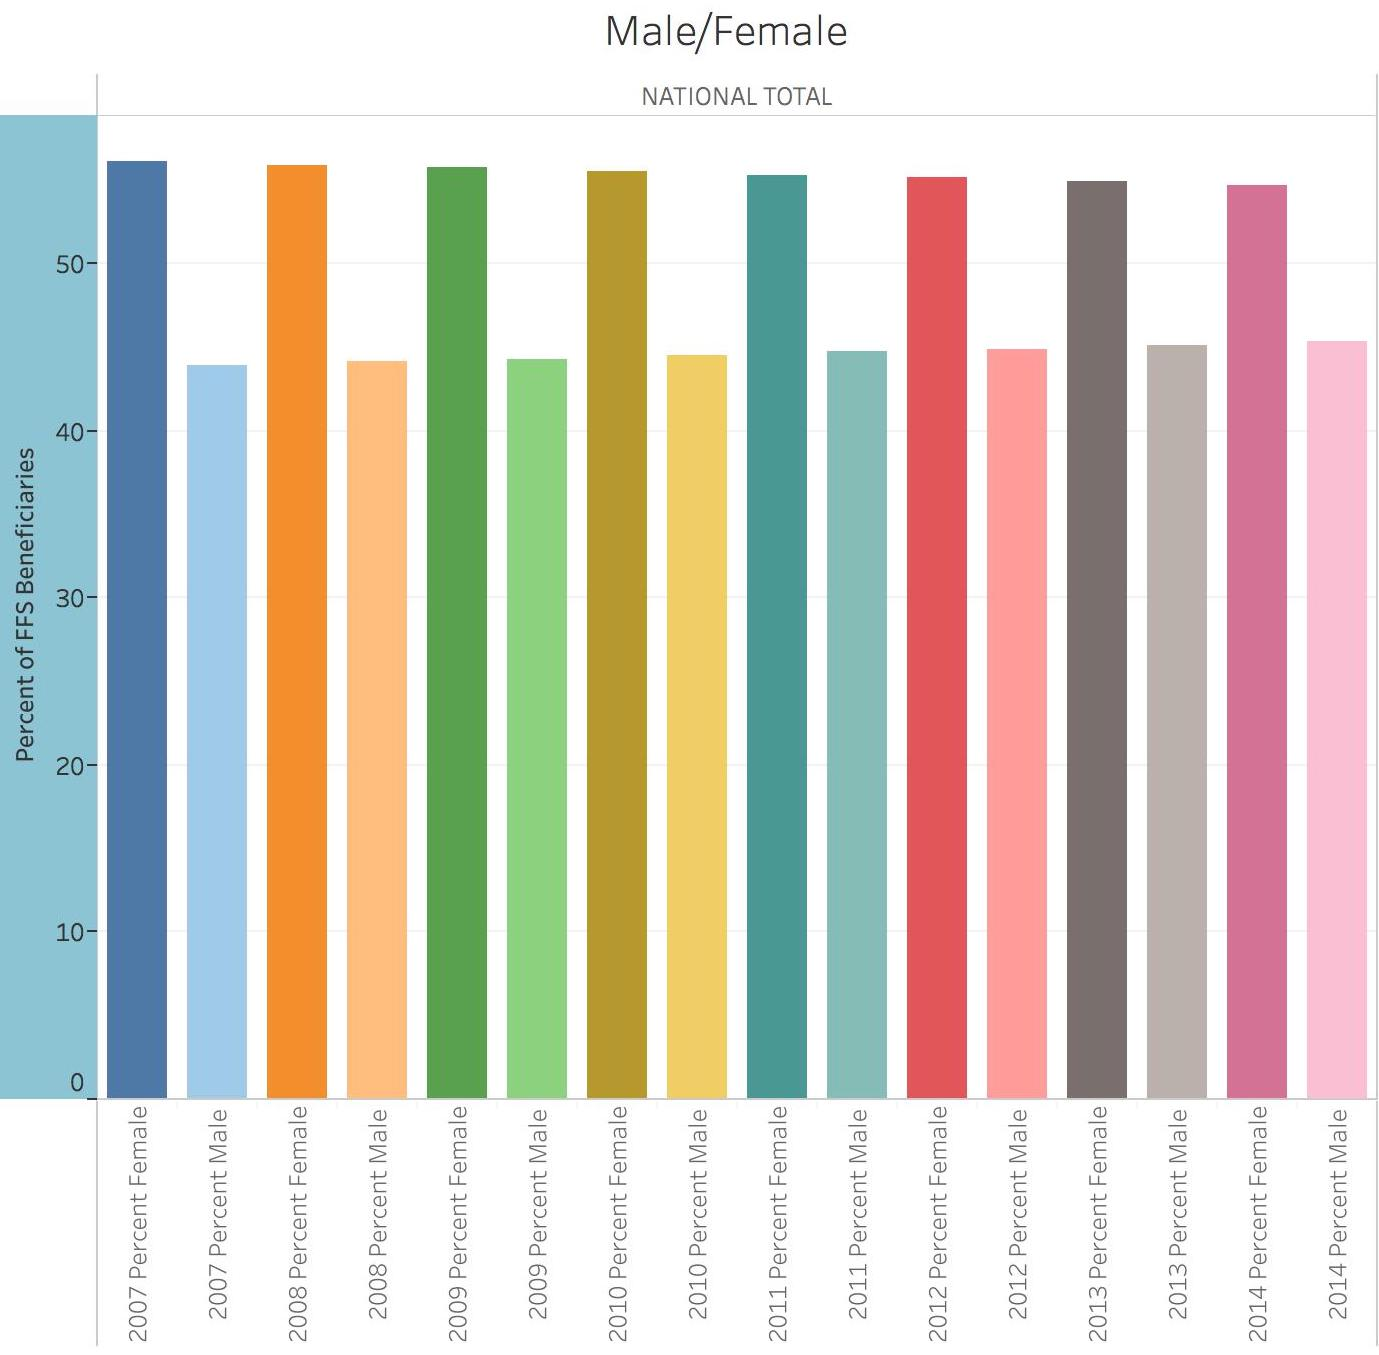 Male/Female
NATIONAL TOTAL
Percent of FFS Beneficiaries
50
40
30
20
10
0
2007 Percent Female
2007 Percent Male
2008 Percent Female
2008 Percent Male
2009 Percent Female
2009 Percent Male
2010 Percent Female
2010 Percent Male
2011 Percent Female
2011 Percent Male
2012 Percent Female
2012 Percent Male
2013 Percent Female
2013 Percent Male
2014 Percent Female
2014 Percent Male